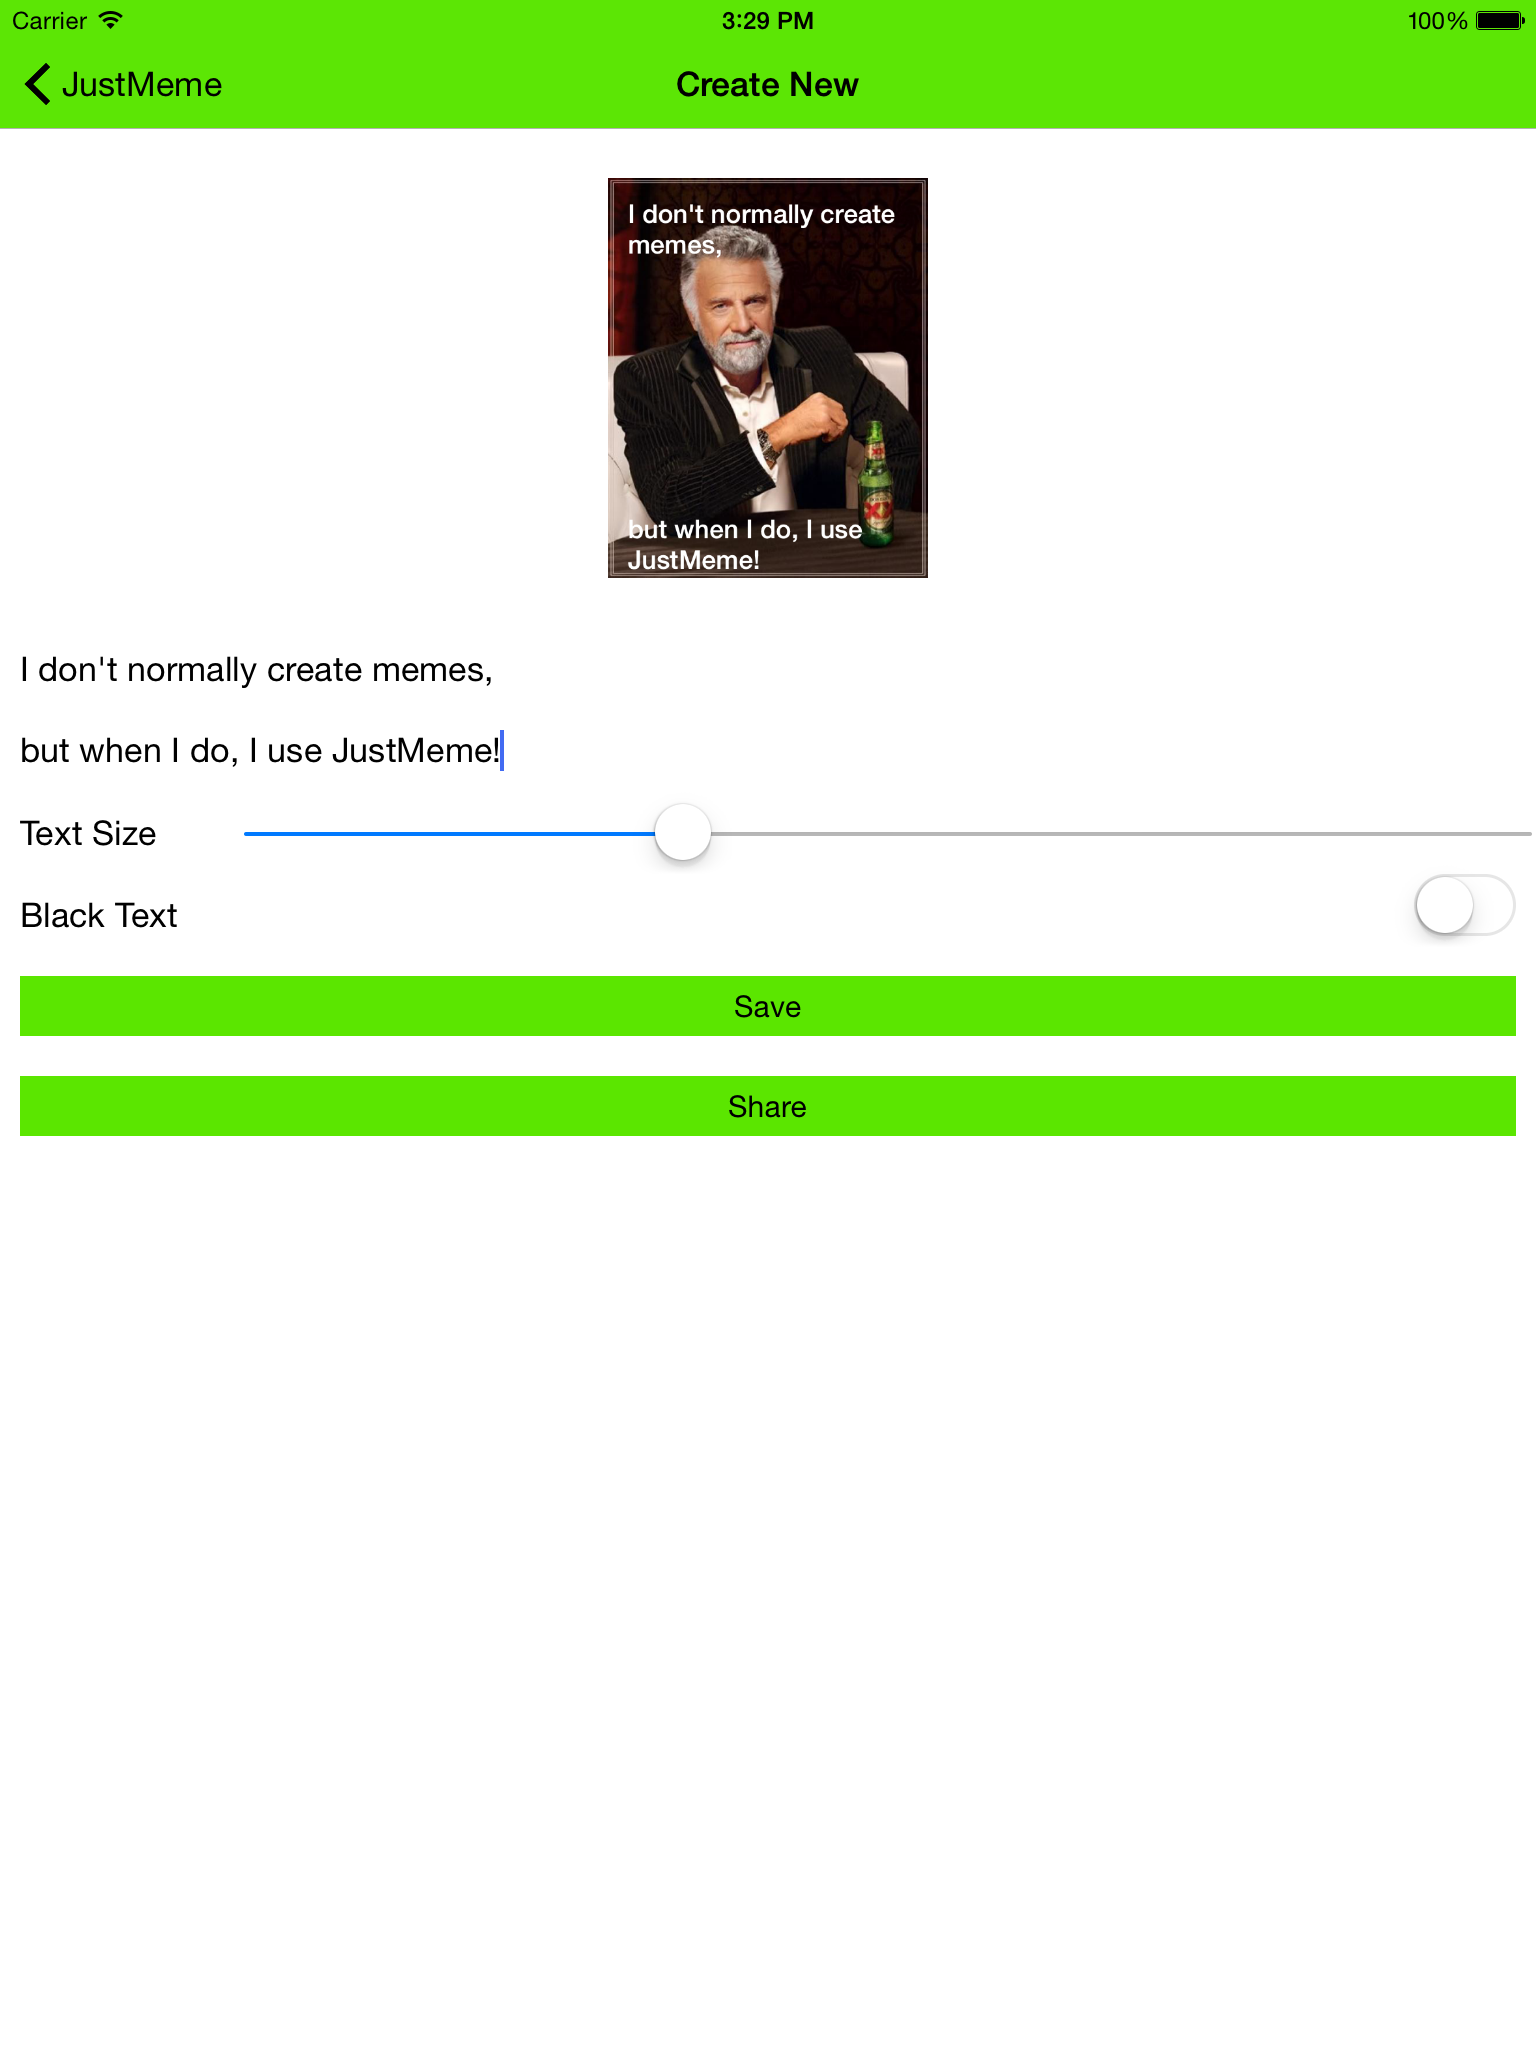 Carrier 3:29 PM 100%
JustMeme Create New
I don't normally create
memes,
XX
but when I do, I use
JustMeme!
I don't normally create memes,
but when I do, I use JustMeme!
Text Size
Black Text
Save
Share